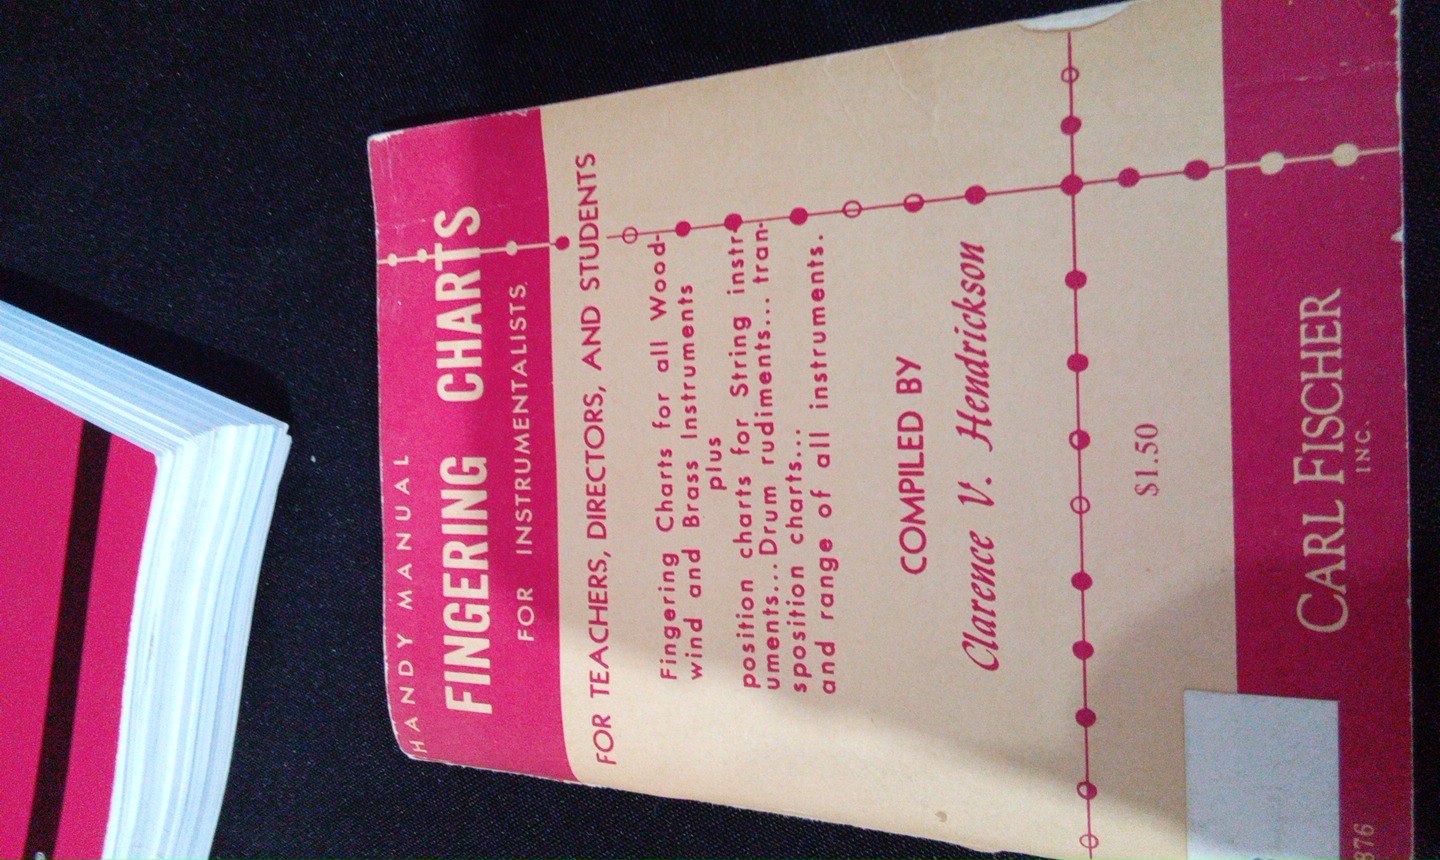 HANDY MANUAL
FINGERING CHARTS
FOR INSTRUMENTALISTS
FOR TEACHERS, DIRECTORS, AND STUDENTS
Fingering Charts for all Wood-
wind and Brass Instruments
plus
position charts for String instr-
uments... Drum rudiments... tran-
sposition charts...
and range of all instruments.
COMPILED BY
Clarence V. Hendrickson
$1.50
CARL FISCHER
INC.